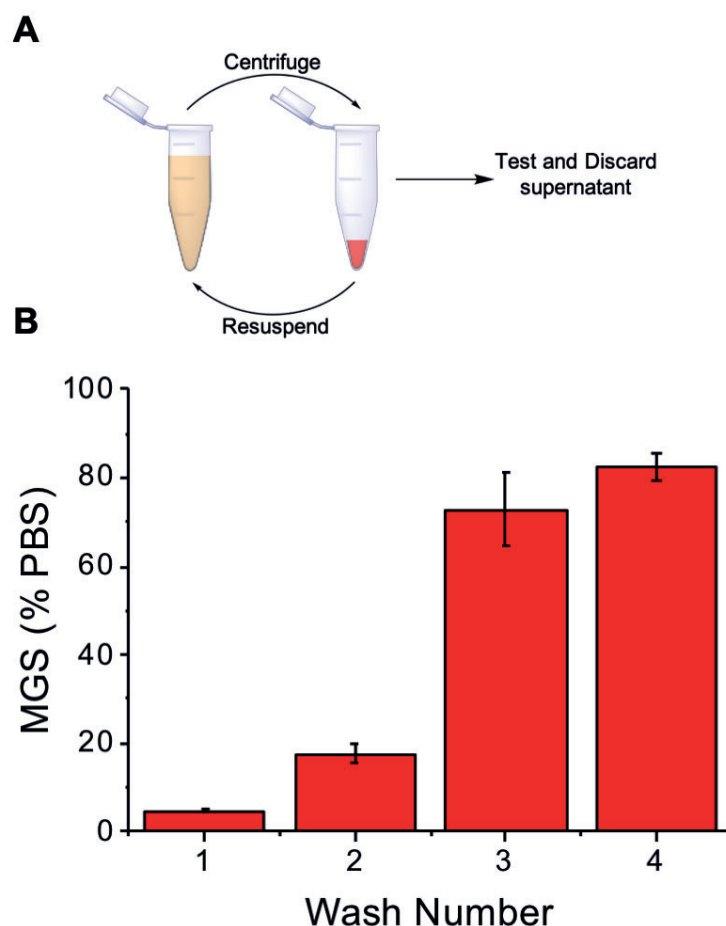 A
Centrifuge
Test and Discard
supernatant
Resuspend
B
100
80
60
40
20
0
MGS (% PBS)
1 2 3 4
Wash Number